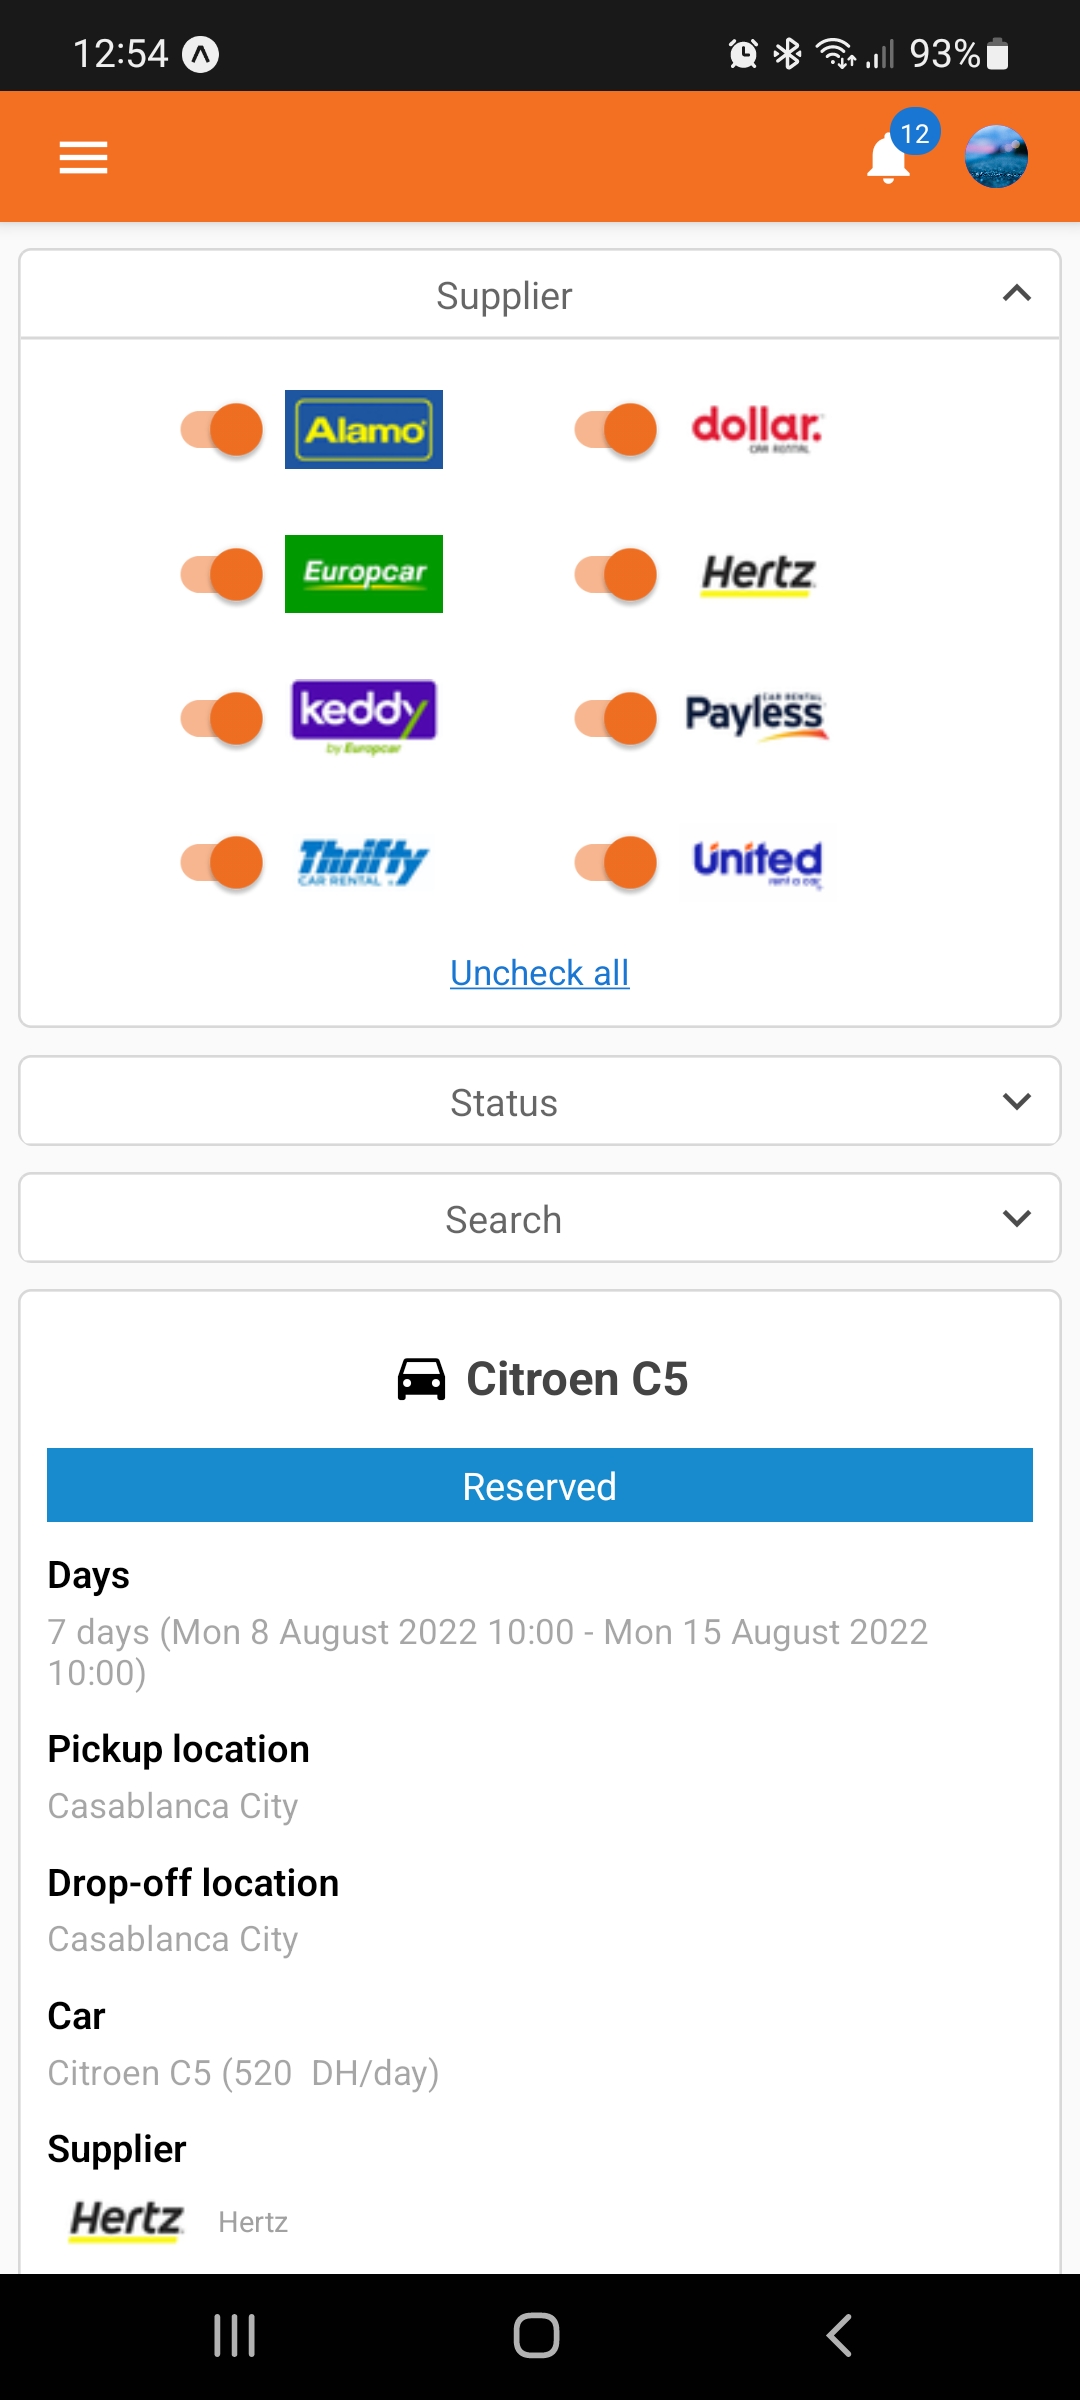 12:54 93%
12
Supplier
Alamo
dollar.
CAR RENTAL
Europcar
Hertz
keddy
by Europcar
CAR RENTAL
Payless
Thrifty
CAR RENTAL
United
rent a car
Uncheck all
Status
Search
Citroen C5
Reserved
Days
7 days (Mon 8 August 2022 10:00 - Mon 15 August 2022
10:00)
Pickup location
Casablanca City
Drop-off location
Casablanca City
Car
Citroen C5 (520  DH/day)
Supplier
Hertz Hertz